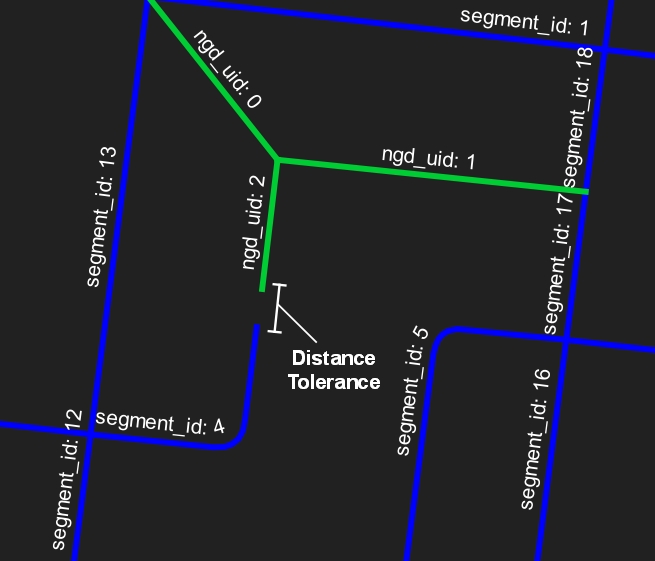 segment_id: 1
ngd_uid: 0
segment_id: 18
ngd_uid: 1
segment_id: 13
ngd_uid: 2
segment_id: 17
Distance
Tolerance
segment_id: 5
segment_id: 4
segment_id: 16
segment_id: 12